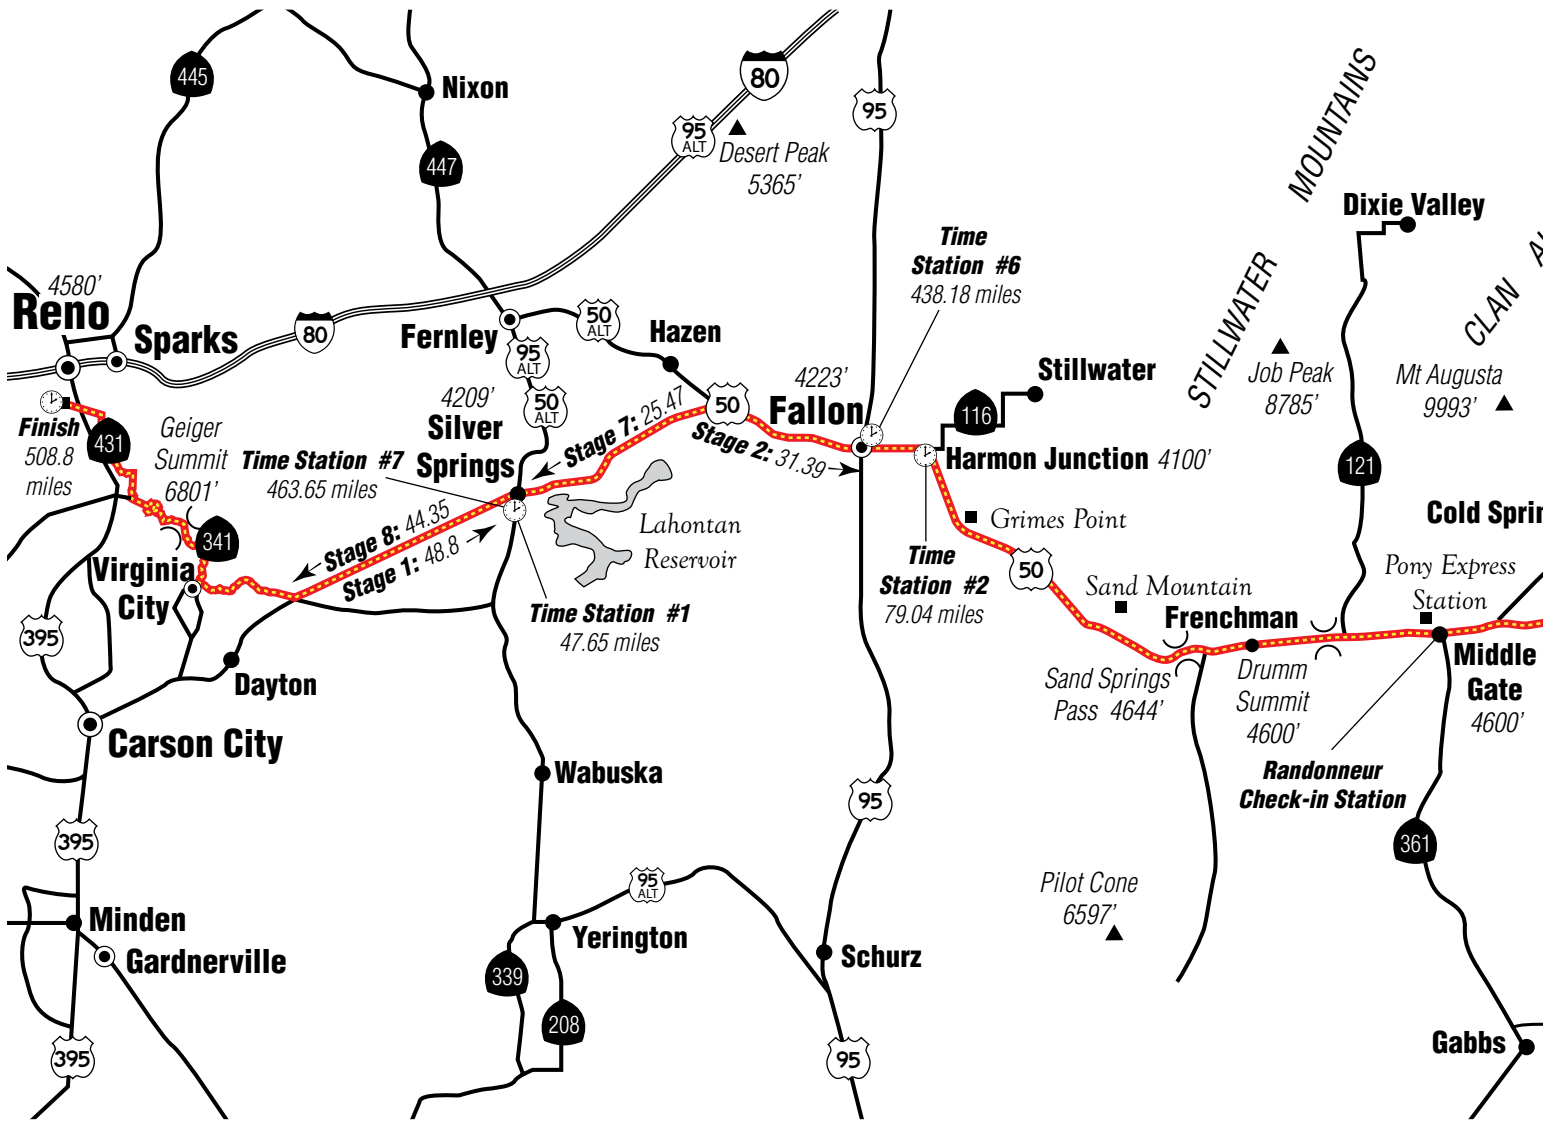 445
Nixon
80
95
ALT
95
Desert Peak
5365'
447
MOUNTAINS
Dixie Valley
Time
Station #6
438.18 miles
STILLWATER
CLAN
4580'
Reno
Sparks
80
Fernley
50
ALT
Hazen
95
ALT
4209'
50
ALT
Silver
Springs
Stage 7: 25.47
50
4223'
Fallon
Stage 2: 31.39
116
Stillwater
Job Peak
8785'
Mt Augusta
9993'
Finish
508.8
miles
431
Geiger
Summit
6801'
Time Station #7
463.65 miles
Harmon Junction 4100'
121
Cold Sprin
341
Stage 8: 44.35
Stage 1: 48.8
Lahontan
Reservoir
Grimes Point
Time
Station #2
79.04 miles
50
Sand Mountain
Pony Express
Station
Virginia
City
Time Station #1
47.65 miles
Frenchman
395
Dayton
Sand Springs
Pass 4644'
Drumm
Summit
4600'
Middle
Gate
4600'
Carson City
Wabuska
95
Randonneur
Check-in Station
395
361
95
ALT
Pilot Cone
6597'
Minden
Gardnerville
Yerington
Schurz
339
208
395
95
Gabbs